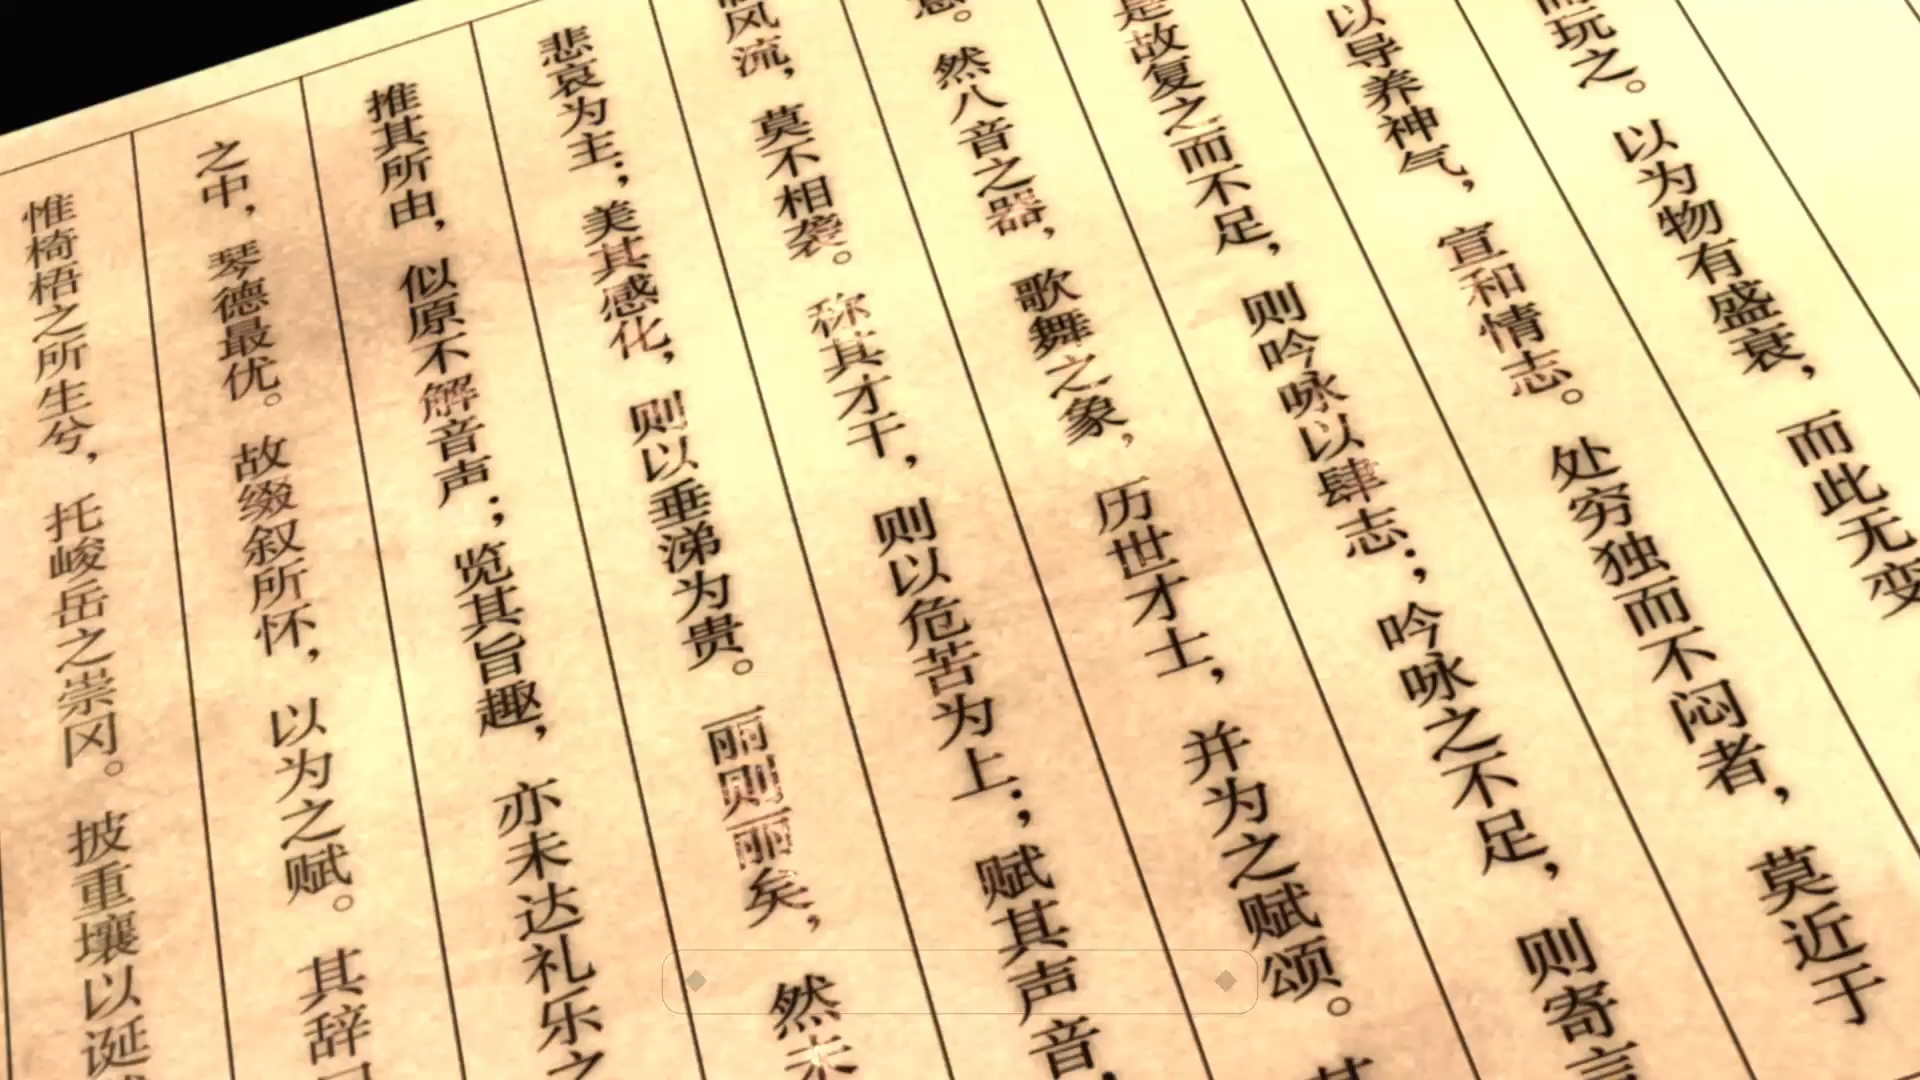 而玩之。以为物有盛衰，而此无变
以导养神气，宣和情志。处穷独而不闷者，莫近于
是故复之而不足，则吟咏以肆志；吟咏之不足，则寄言
意。然八音之器，歌舞之象，历世才士，并为之赋颂。其
风流，莫不相袭。称其才干，则以危苦为上；赋其声音，
悲哀为主；美其感化，则以垂涕为贵。丽则丽矣，然未
推其所由，似原不解音声；览其旨趣，亦未达礼乐之
之中，琴德最优。故缀叙所怀，以为之赋。其辞
惟椅梧之所生兮，托峻岳之崇冈。披重壤以诞